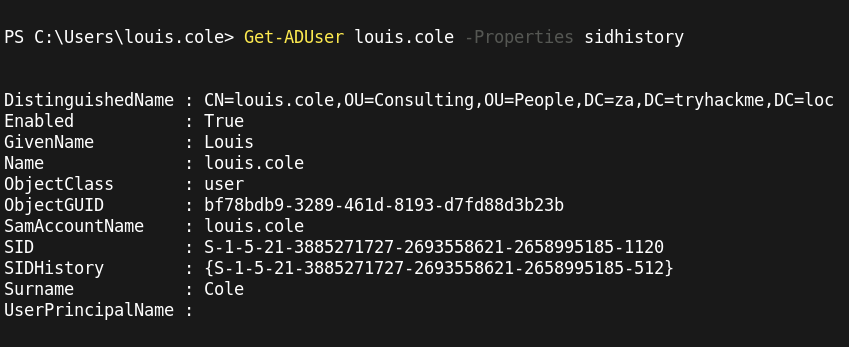 PS C:\Users\louis.cole> Get-ADUser louis.cole -Properties sidhistory
DistinguishedName : CN=louis.cole,OU=Consulting,OU=People,DC=za,DC=tryhackme,DC=loc
Enabled           : True
GivenName         : Louis
Name              : louis.cole
ObjectClass       : user
ObjectGUID        : bf78bdb9-3289-461d-8193-d7fd88d3b23b
SamAccountName    : louis.cole
SID               : S-1-5-21-3885271727-2693558621-2658995185-1120
SIDHistory        : {S-1-5-21-3885271727-2693558621-2658995185-512}
Surname           : Cole
UserPrincipalName :